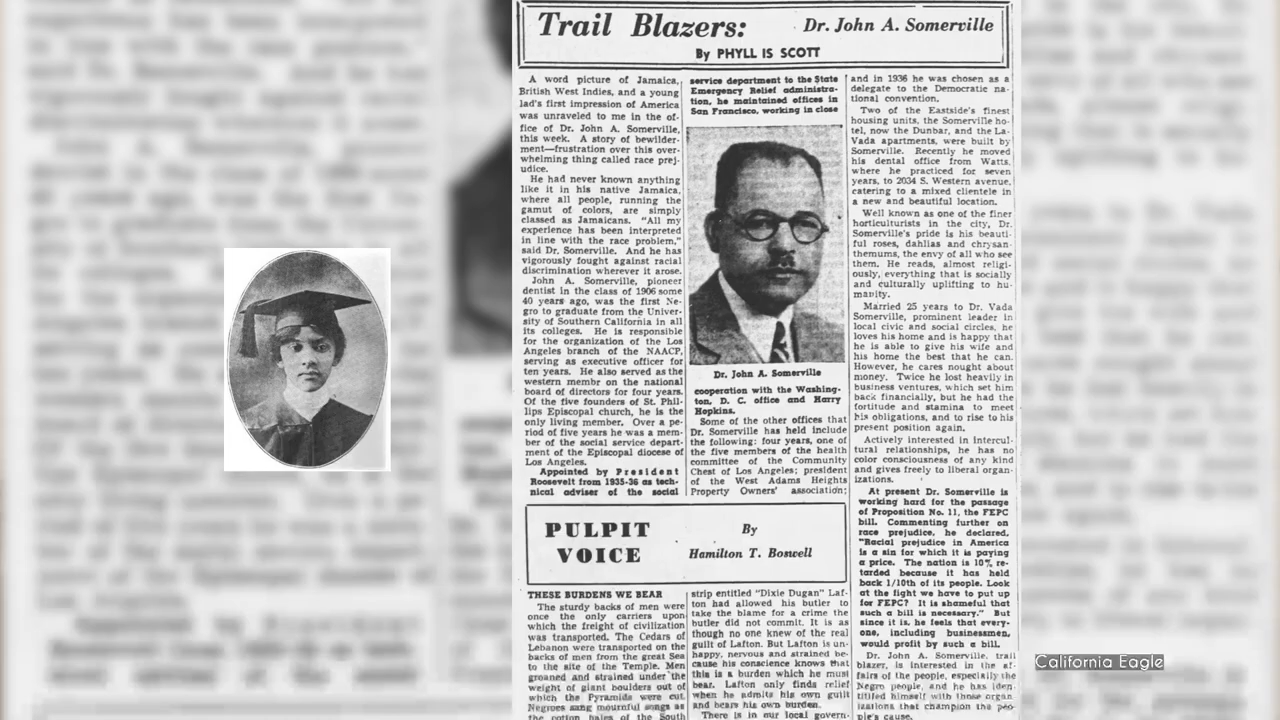 Trail Blazers: Dr. John A. Somerville
By PHYLLIS SCOTT
A word picture of Jamaica,
British West Indies, and a young
lad's first impression of America
was unraveled to me in the of-
fice of Dr. John A. Somerville,
this week. A story of bewilder-
ment—frustration over this over-
whelming thing called race prej-
udice.
He had never known anything
like it in his native Jamaica,
where all people, running the
gamut of colors, are simply
classed as Jamaicans. "All my
experience has been interpreted
in line with the race problem,"
said Dr. Somerville. And he has
vigorously fought against racial
discrimination wherever it arose.
John A. Somerville, pioneer
dentist in the class of 1906 some
40 years ago, was the first Ne-
gro to graduate from the Univer-
sity of Southern California in all
its colleges. He is responsible
for the organization of the Los
Angeles branch of the NAACP,
serving as executive officer for
ten years. He also served as the
western membr on the national
board of directors for four years.
Of the five founders of St. Phil-
lips Episcopal church, he is the
only living member. Over a pe-
riod of five years he was a mem-
ber of the social service depart-
ment of the Episcopal diocese of
Los Angeles.
Appointed by President
Roosevelt from 1935-36 as tech-
nical adviser of the social
service department to the State
Emergency Relief administra-
tion, he maintained offices in
San Francisco, working in close
Dr. John A. Somerville
cooperation with the Washing-
ton, D. C. office and Harry
Hopkins.
Some of the other offices that
Dr. Somerville has held include
the following: four years, one of
the five members of the health
committee of the Community
Chest of Los Angeles; president
of the West Adams Heights
Property Owners' association;
and in 1936 he was chosen as a
delegate to the Democratic na-
tional convention.
Two of the Eastside's finest
housing units, the Somerville ho-
tel, now the Dunbar, and the La-
Vada apartments, were built by
Somerville. Recently he moved
his dental office from Watts,
where he practiced for seven
years, to 2034 S. Western avenue,
catering to a mixed clientele in
a new and beautiful location.
Well known as one of the finer
horticulturists in the city, Dr.
Somerville's pride is his beauti-
ful roses, dahlias and chrysan-
themums, the envy of all who see
them. He reads, almost religi-
ously, everything that is socially
and culturally uplifting to hu-
manity.
Married 25 years to Dr. Vada
Somerville, prominent leader in
local civic and social circles, he
loves his home and is happy that
he is able to give his wife and
his home the best that he can.
However, he cares nought about
money. Twice he lost heavily in
business ventures, which set him
back financially, but he had the
fortitude and stamina to meet
his obligations, and to rise to his
present position again.
Actively interested in intercul-
tural relationships, he has no
color consciousness of any kind
and gives freely to liberal organ-
izations.
At present Dr. Somerville is
working hard for the passage
of Proposition No. 11, the FEPC
bill. Commenting further on
race prejudice, he declared,
"Racial prejudice in America
is a sin for which it is paying
a price. The nation is 10% re-
tarded because it has held
back 1/10th of its people. Look
at the fight we have to put up
for FEPC? It is shameful that
such a bill is necessary." But
since it is, he feels that every-
one, including businessmen,
would profit by such a bill.
Dr. John A. Somerville, trail
blazer, is interested in the af-
fairs of the people, especially the
Negro people, and he has iden-
titled himself with those organ
izations that champion the peo-
ple's cause.
PULPIT
VOICE
By
Hamilton T. Boswell
THESE BURDENS WE BEAR
The sturdy backs of men were
once the only carriers upon
which the freight of civilization
was transported. The Cedars of
Lebanon were transported on the
backs of men from the great Sea
to the site of the Temple. Men
groaned and strained under the
weight of giant boulders out of
which the Pyramids were cut.
Negroes sang mournful songs as
the cotton bales of the South
strip entitled "Dixie Dugan" Laf-
ton had allowed his butler to
take the blame for a crime the
butler did not commit. It is as
though no one knew of the real
guilt of Lafton. But Lafton is un-
happy, nervous and strained be-
cause his conscience knows that
this is a burden which he must
bear. Lafton only finds relief
when he admits his own guilt
and bears his own burden.
There is in our local govern-
California Eagle